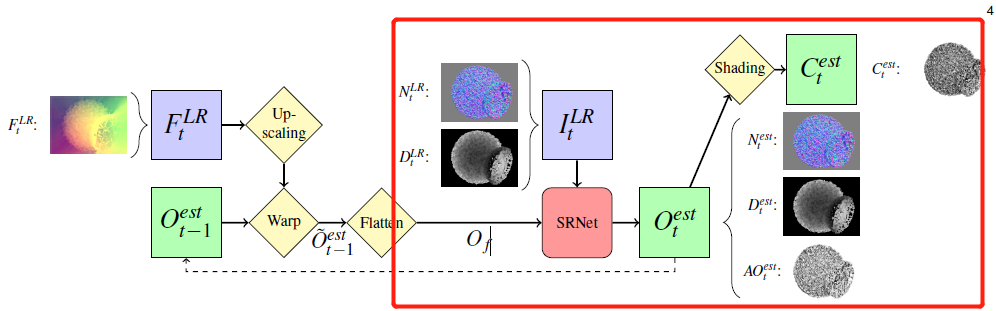 4
F_t^{LR}:
F_t^{LR}
Up-
scaling
N_t^{LR}:
D_t^{LR}:
I_t^{LR}
Shading
C_t^{est}
C_t^{est}:
O_{t-1}^{est}
Warp
Õ_{t-1}^{est}
Flatten
O_f
SRNet
O_t^{est}
N_t^{est}:
D_t^{est}:
AO_t^{est}: